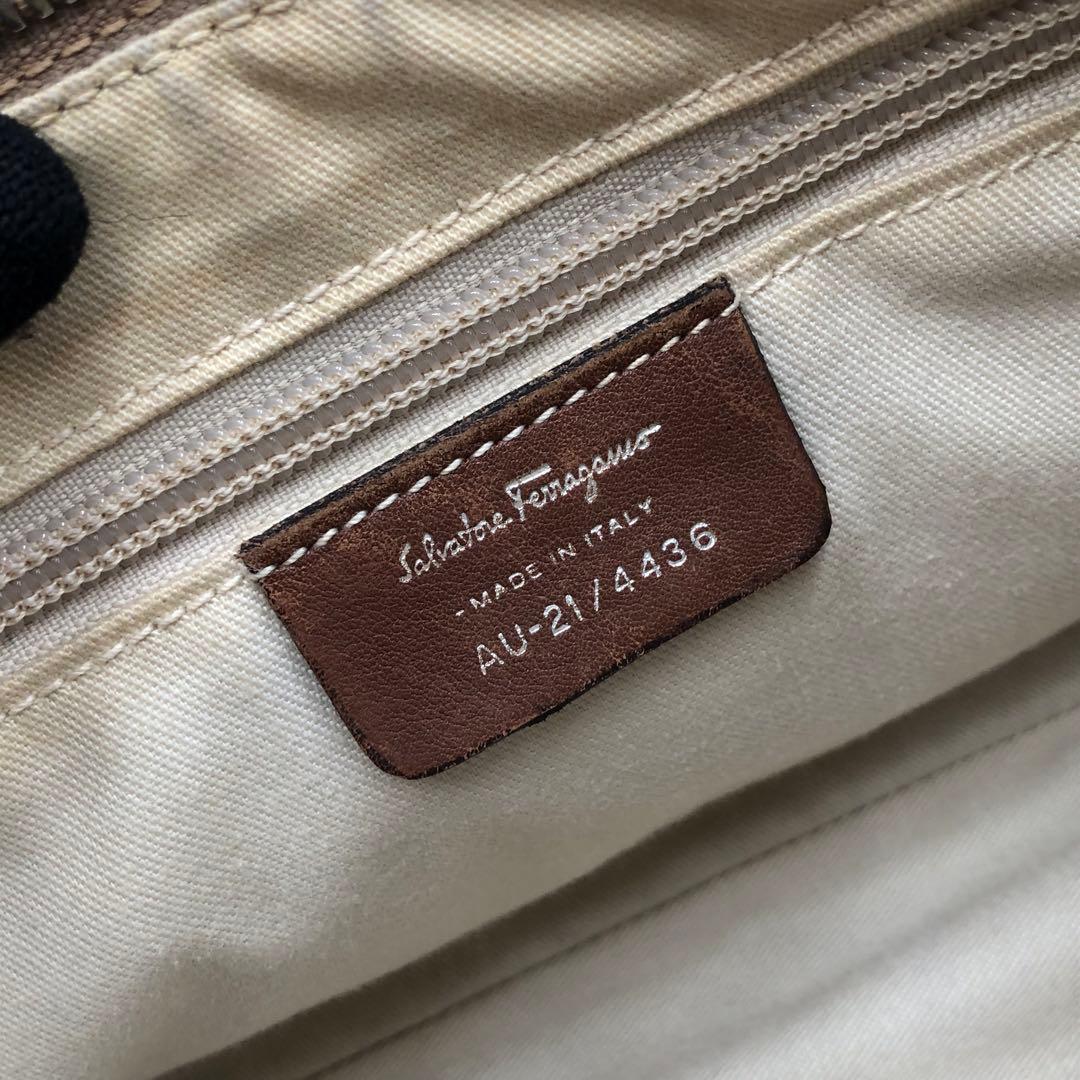 Salvatore Ferragamo
-MADE IN ITALY
AU-21/4436